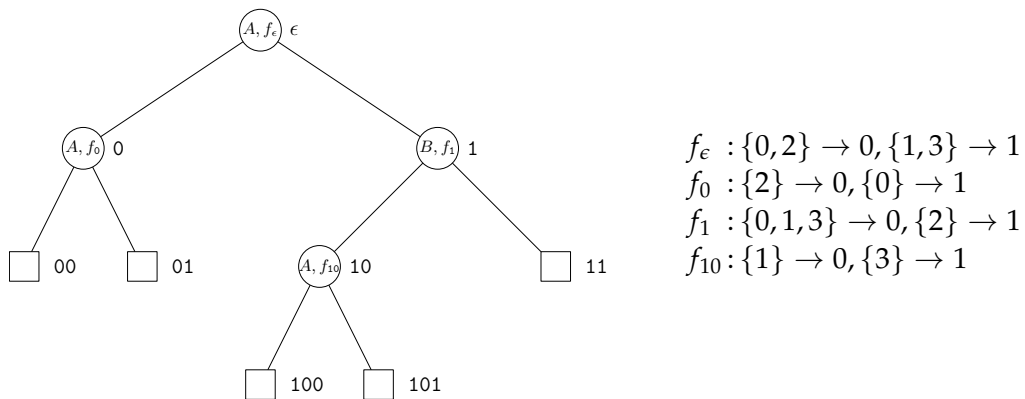 A, f_ϵ ϵ
A, f_0 0
B, f_1 1
00
01
A, f_10 10
11
100
101
f_ϵ : {0, 2} → 0, {1, 3} → 1
f_0 : {2} → 0, {0} → 1
f_1 : {0, 1, 3} → 0, {2} → 1
f_10 : {1} → 0, {3} → 1